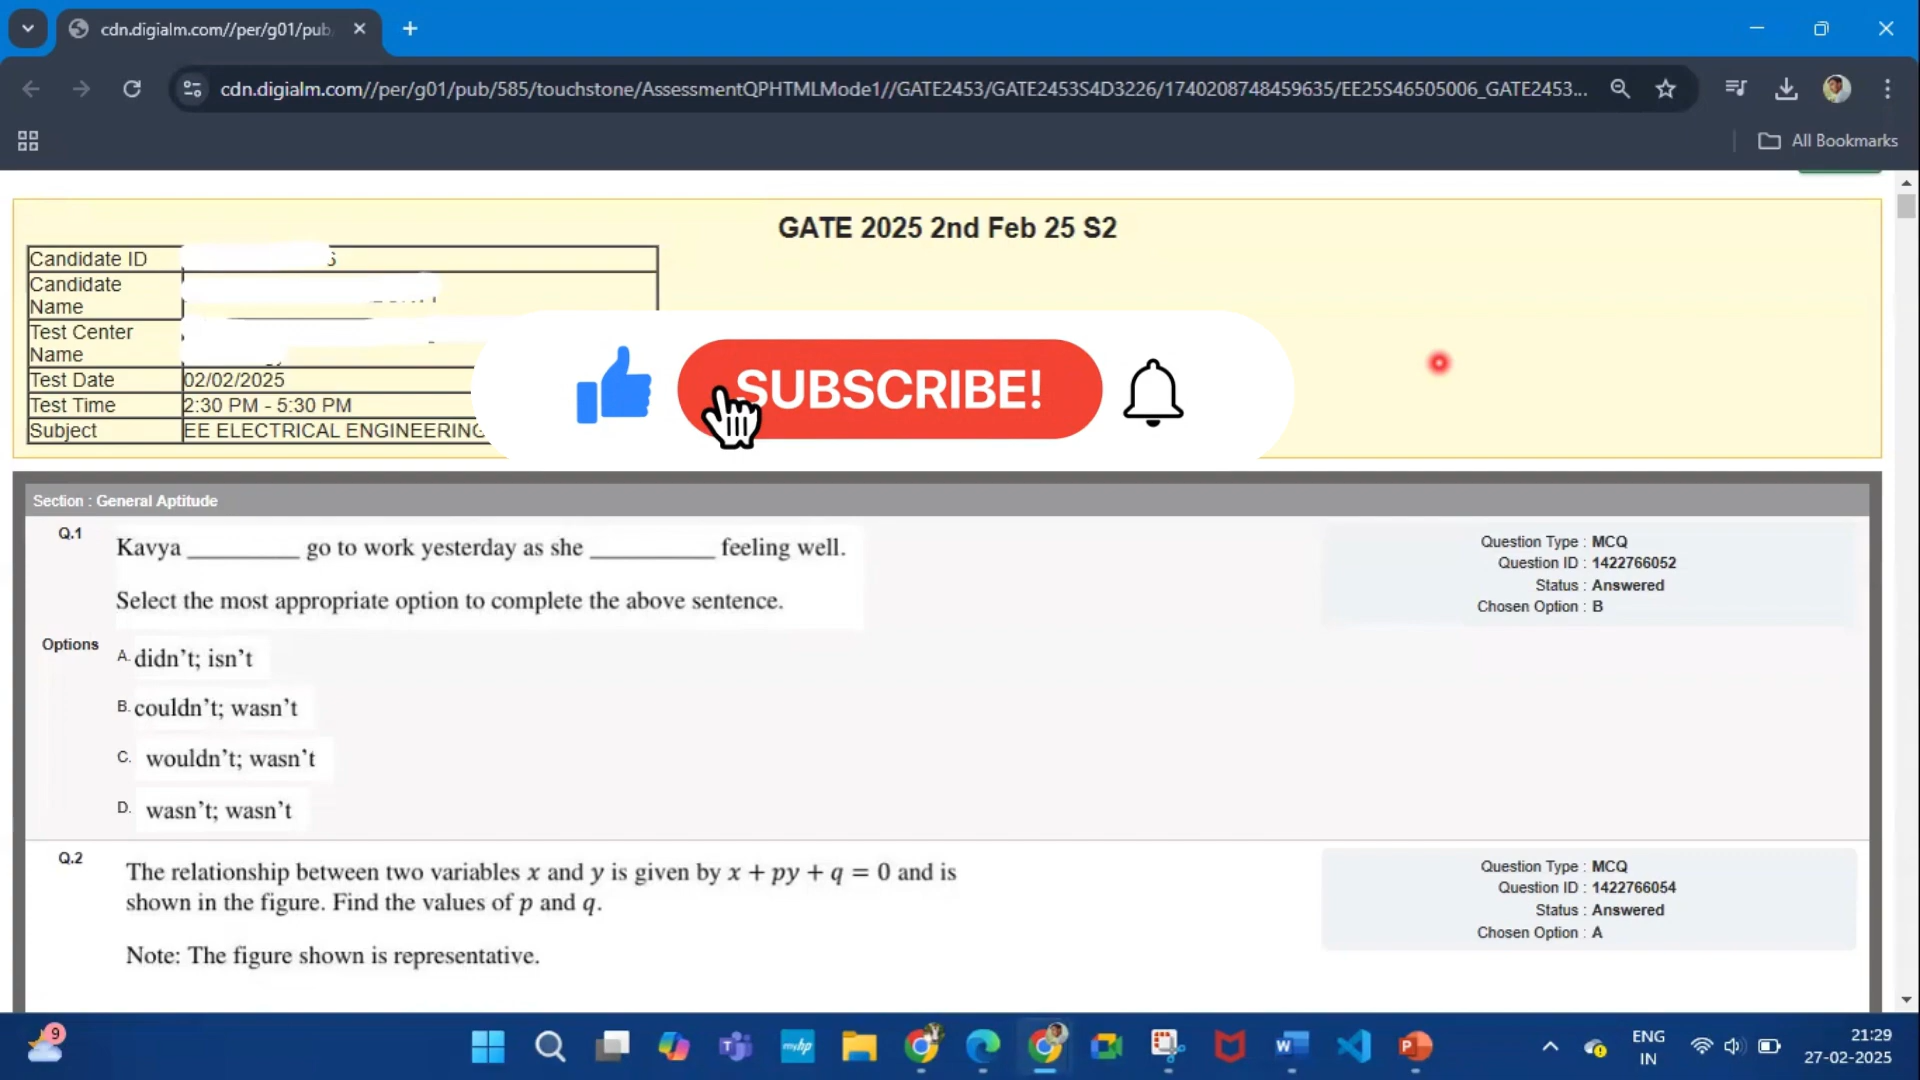 cdn.digialm.com//per/g01/pub
cdn.digialm.com//per/g01/pub/585/touchstone/AssessmentQPHTMLMode1//GATE2453/GATE2453S4D3226/1740208748459635/EE25S46505006_GATE2453...
All Bookmarks
GATE 2025 2nd Feb 25 S2
Candidate ID
Candidate
Name
Test Center
Name
Test Date 02/02/2025
Test Time 2:30 PM - 5:30 PM
Subject EE ELECTRICAL ENGINEERING
SUBSCRIBE!
Section : General Aptitude
Q.1 Kavya _________ go to work yesterday as she __________ feeling well.
Select the most appropriate option to complete the above sentence.
Question Type : MCQ
Question ID : 1422766052
Status : Answered
Chosen Option : B
Options A. didn't; isn't
B. couldn't; wasn't
C. wouldn't; wasn't
D. wasn't; wasn't
Q.2 The relationship between two variables x and y is given by x + py + q = 0 and is
shown in the figure. Find the values of p and q.
Note: The figure shown is representative.
Question Type : MCQ
Question ID : 1422766054
Status : Answered
Chosen Option : A
9
myhp
ENG
IN
21:29
27-02-2025